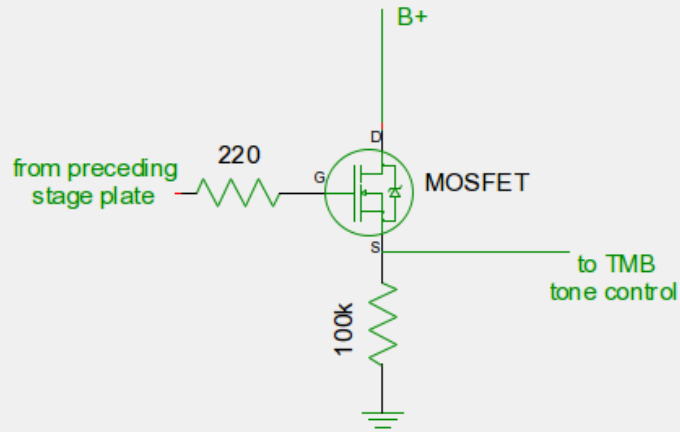 B+
D
220
from preceding
stage plate
G
MOSFET
S
to TMB
tone control
100k